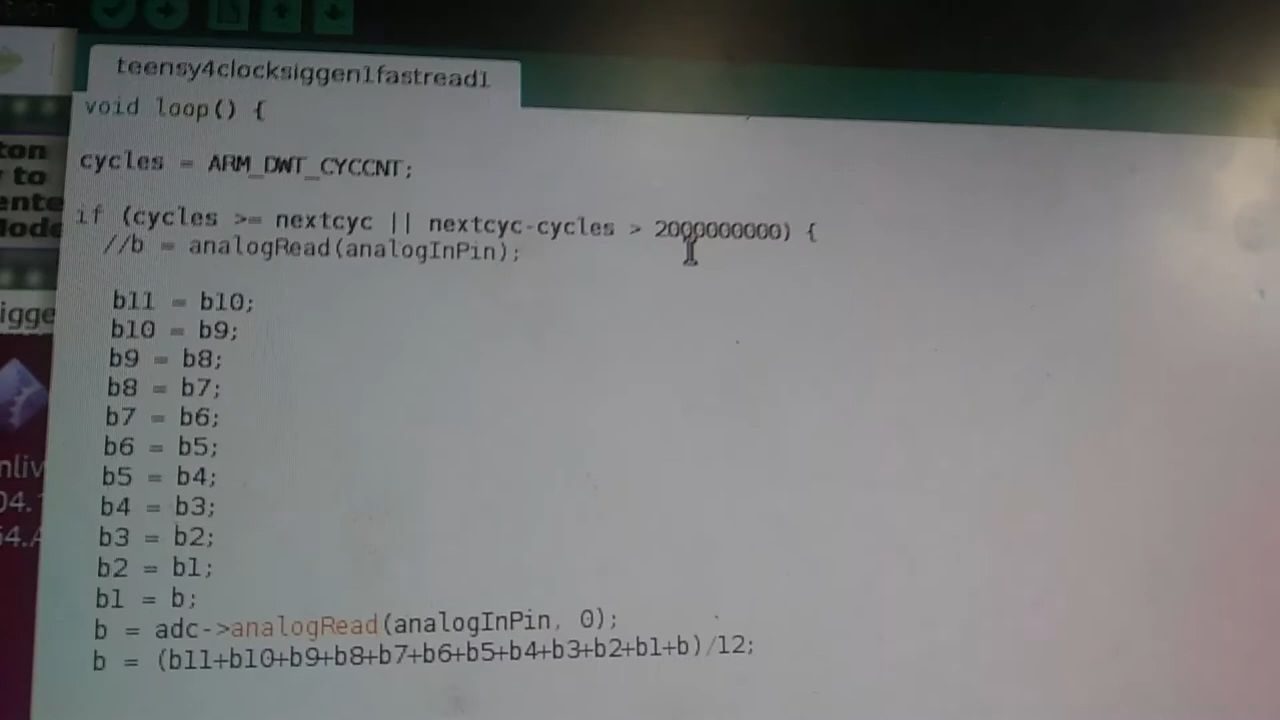 teensy4clocksiggen1fastread1
void loop() {
cycles = ARM_DWT_CYCCNT;
if (cycles >= nextcyc || nextcyc-cycles > 2000000000) {
//b = analogRead(analogInPin);
b11 = b10;
b10 = b9;
b9 = b8;
b8 = b7;
b7 = b6;
b6 = b5;
b5 = b4;
b4 = b3;
b3 = b2;
b2 = b1;
b1 = b;
b = adc->analogRead(analogInPin, 0);
b = (b11+b10+b9+b8+b7+b6+b5+b4+b3+b2+b1+b)/12;
to